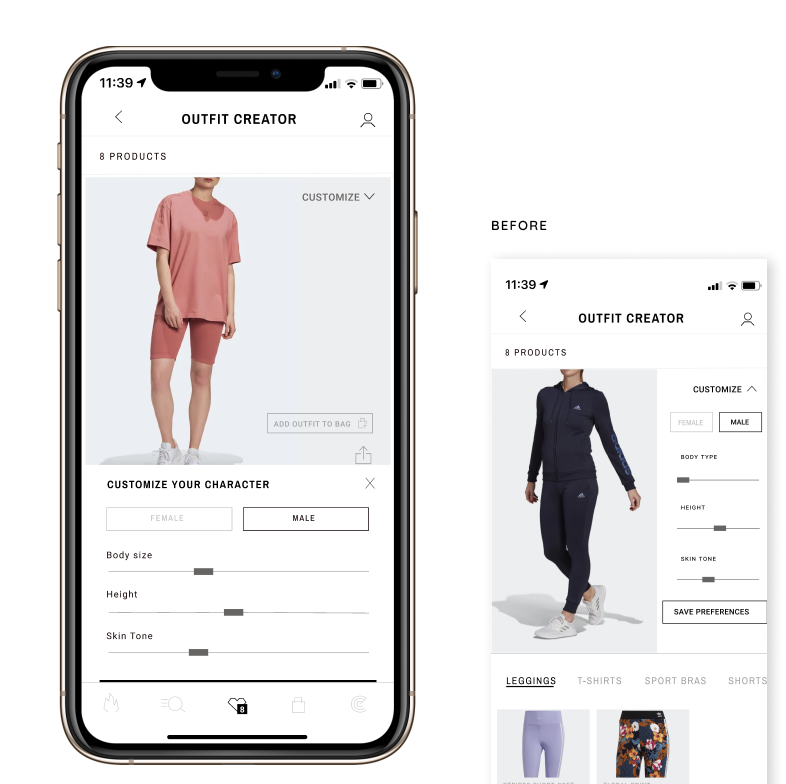 11:39
OUTFIT CREATOR
8 PRODUCTS
CUSTOMIZE
ADD OUTFIT TO BAG
CUSTOMIZE YOUR CHARACTER
FEMALE
MALE
Body size
Height
Skin Tone
8
BEFORE
11:39
OUTFIT CREATOR
8 PRODUCTS
CUSTOMIZE
FEMALE
MALE
BODY TYPE
HEIGHT
SKIN TONE
SAVE PREFERENCES
LEGGINGS T-SHIRTS SPORT BRAS SHORTS